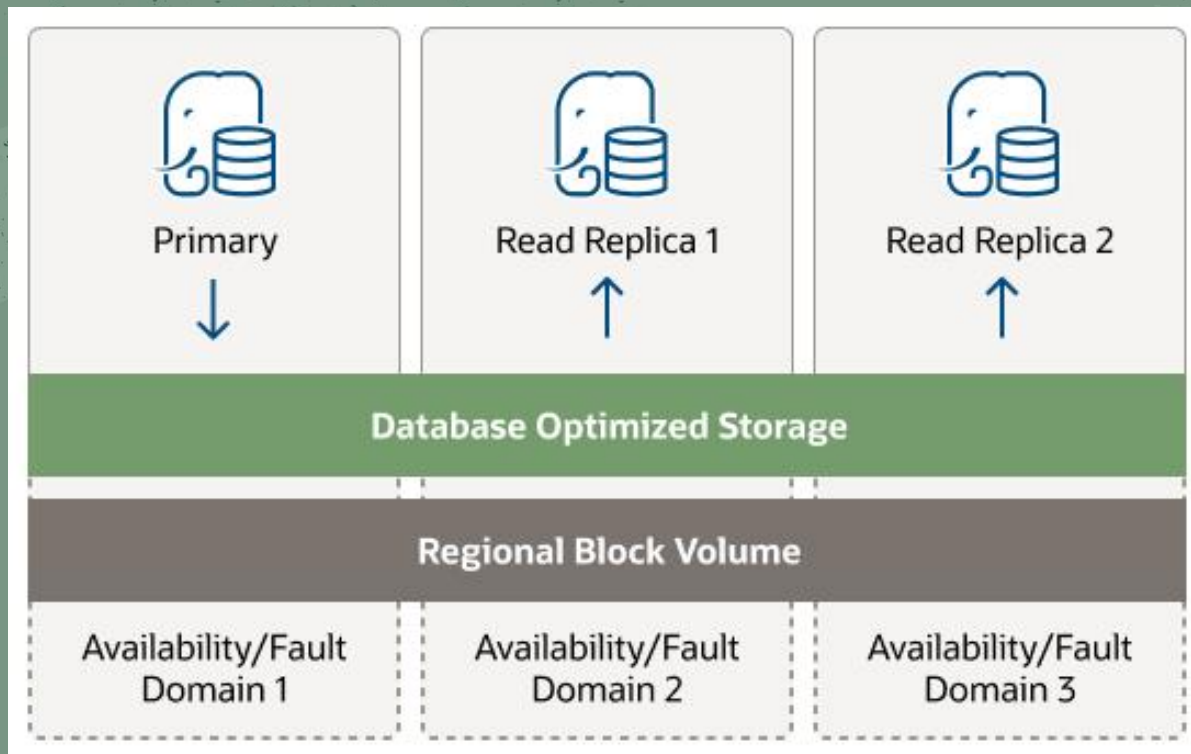 Primary
Read Replica 1
Read Replica 2
Database Optimized Storage
Regional Block Volume
Availability/Fault
Domain 1
Availability/Fault
Domain 2
Availability/Fault
Domain 3